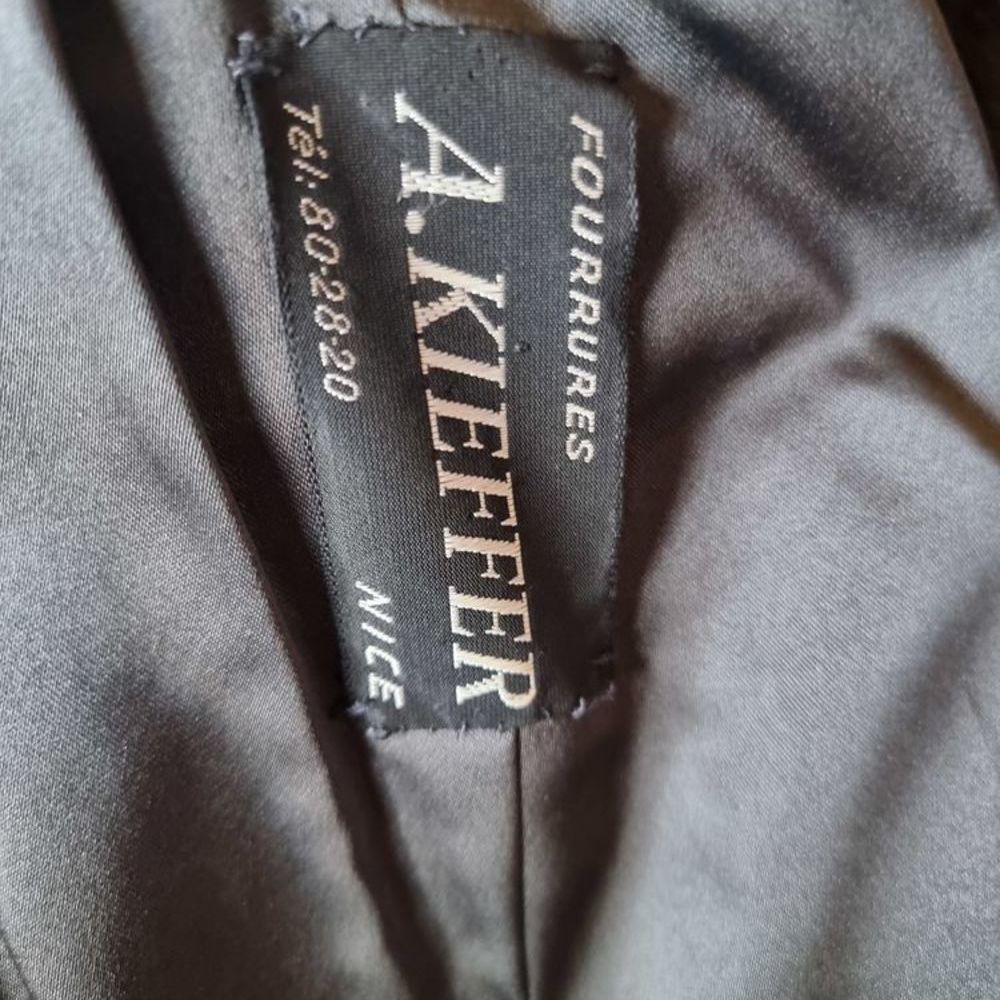 FOURRURES
A. KIEFFER
Tél. 80-28-20 NICE